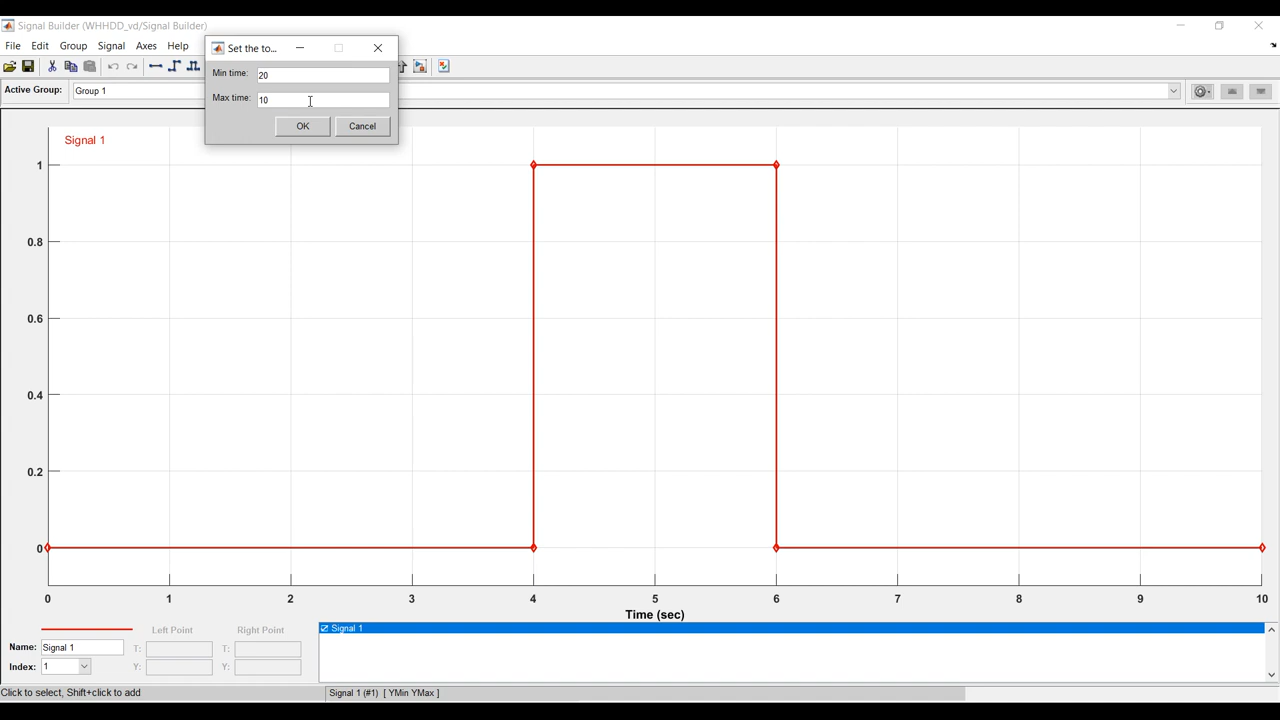 Signal Builder (WHHDD_vd/Signal Builder)
File Edit Group Signal Axes Help
Set the to...
Min time: 20
Max time: 10
OK Cancel
Active Group: Group 1
Signal 1
1
0.8
0.6
0.4
0.2
0
0 1 2 3 4 5 6 7 8 9 10
Time (sec)
Left Point Right Point
Name: Signal 1 T: T:
Index: 1 Y: Y:
Signal 1
Click to select, Shift+click to add
Signal 1 (#1) [ YMin YMax ]